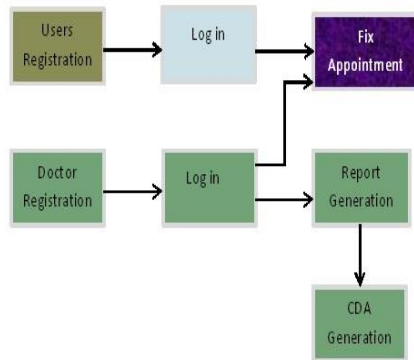 Users
Registration
Log in
Fix
Appointment
Doctor
Registration
Log in
Report
Generation
CDA
Generation